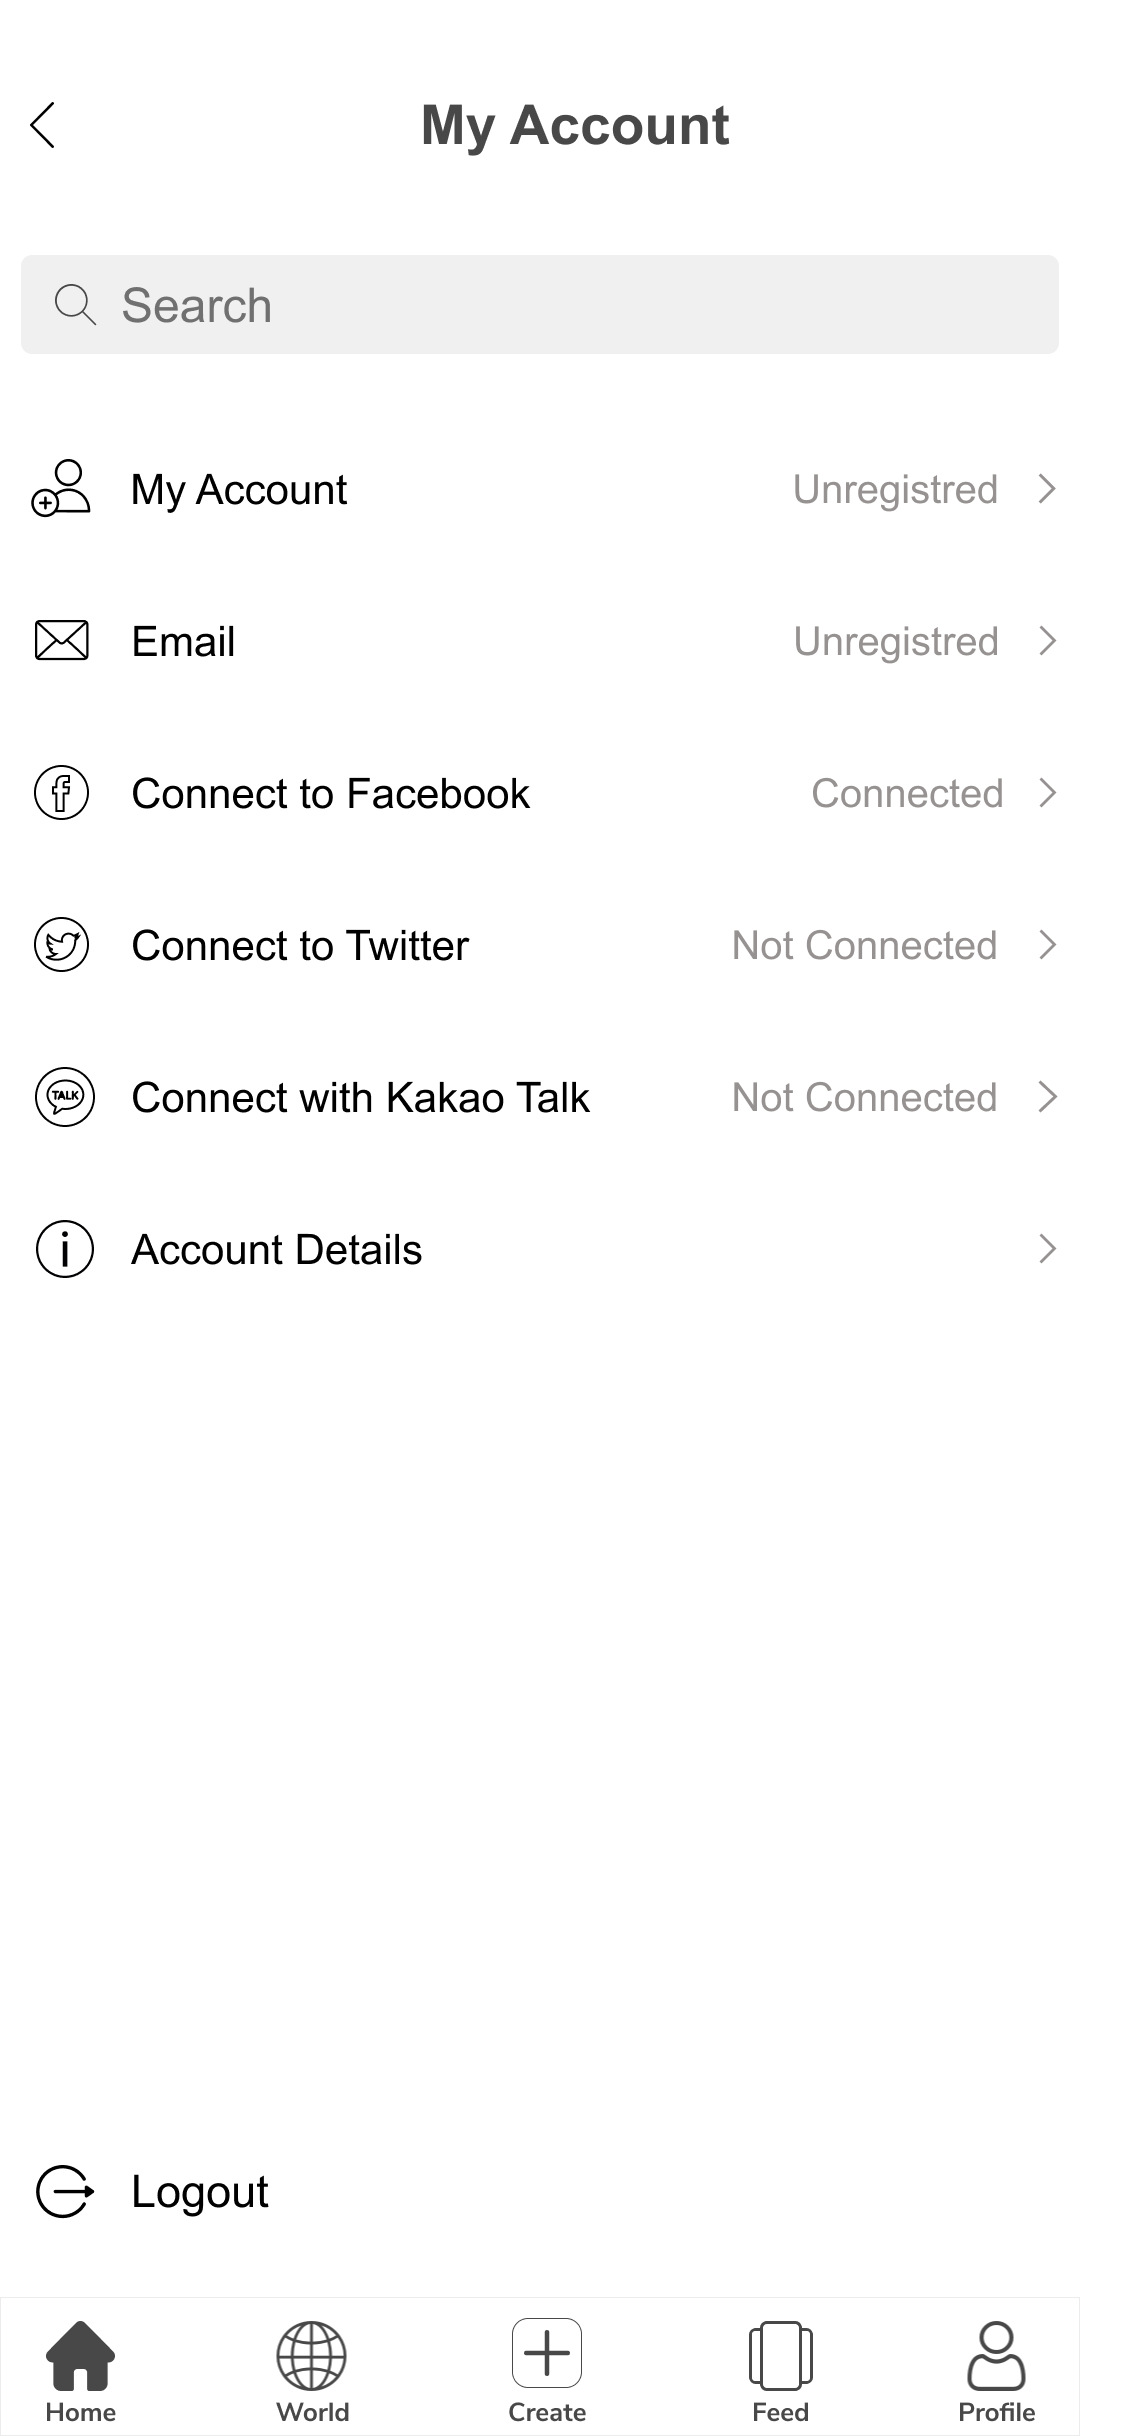 My Account
Search
My Account Unregistred
Email Unregistred
Connect to Facebook Connected
Connect to Twitter Not Connected
TALK Connect with Kakao Talk Not Connected
Account Details
Logout
Home World Create Feed Profile